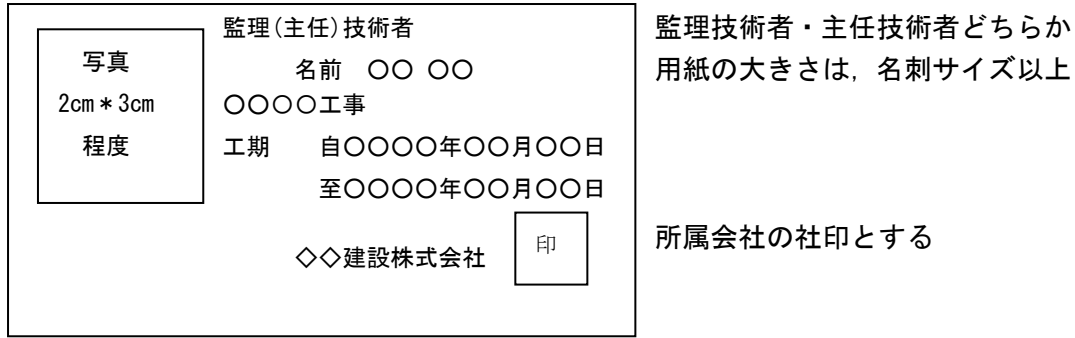 監理(主任)技術者
写真
2cm*3cm
程度
名前 〇〇 〇〇
〇〇〇〇工事
工期 自〇〇〇〇年〇〇月〇〇日
至〇〇〇〇年〇〇月〇〇日
◇◇建設株式会社
印
監理技術者・主任技術者どちらか
用紙の大きさは,名刺サイズ以上
所属会社の社印とする